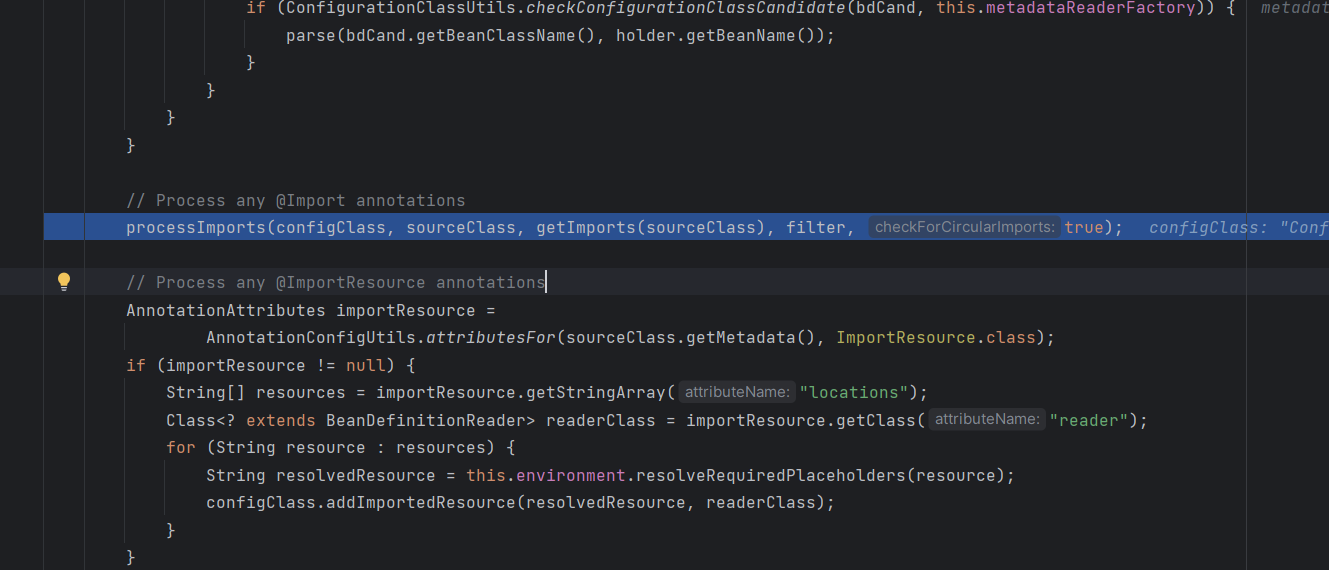 if (ConfigurationClassUtils.checkConfigurationClassCandidate(bdCand, this.metadataReaderFactory)) {
parse(bdCand.getBeanClassName(), holder.getBeanName());
}
}
}
}
// Process any @Import annotations
processImports(configClass, sourceClass, getImports(sourceClass), filter, checkForCircularImports: true); configClass: "Conf
// Process any @ImportResource annotations
AnnotationAttributes importResource =
AnnotationConfigUtils.attributesFor(sourceClass.getMetadata(), ImportResource.class);
if (importResource != null) {
String[] resources = importResource.getStringArray( attributeName: "locations");
Class<? extends BeanDefinitionReader> readerClass = importResource.getClass( attributeName: "reader");
for (String resource : resources) {
String resolvedResource = this.environment.resolveRequiredPlaceholders(resource);
configClass.addImportedResource(resolvedResource, readerClass);
}
}